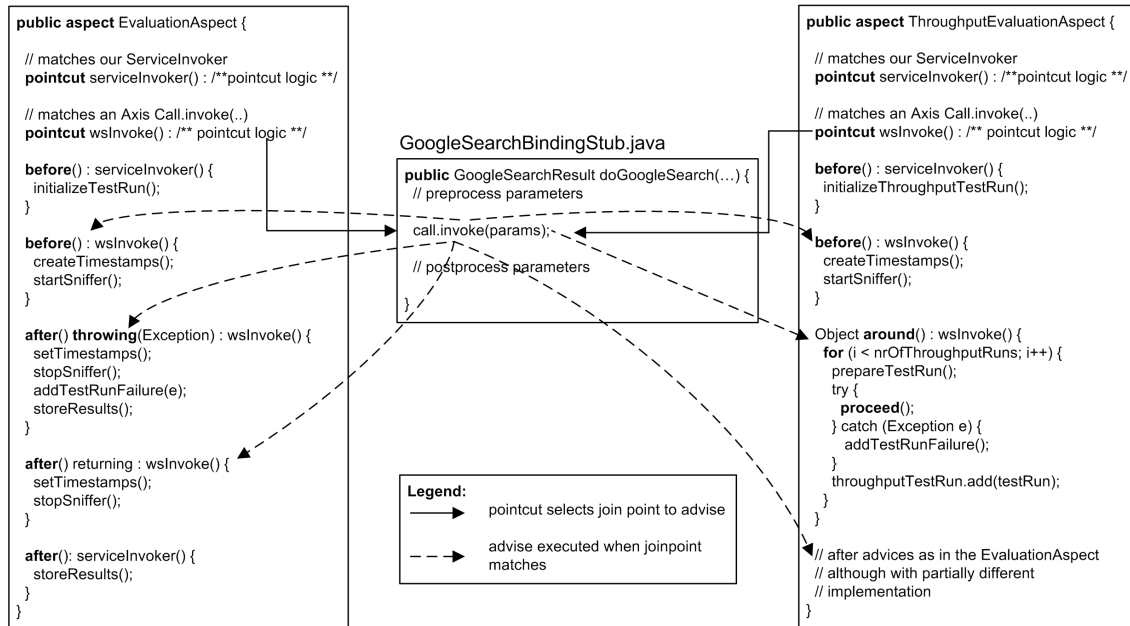 public aspect EvaluationAspect {
// matches our ServiceInvoker
pointcut serviceInvoker() : /**pointcut logic **/
// matches an Axis Call.invoke(..)
pointcut wsInvoke() : /** pointcut logic **/
before() : serviceInvoker() {
initializeTestRun();
}
before() : wsInvoke() {
createTimestamps();
startSniffer();
}
after() throwing(Exception) : wsInvoke() {
setTimestamps();
stopSniffer();
addTestRunFailure(e);
storeResults();
}
after() returning : wsInvoke() {
setTimestamps();
stopSniffer();
}
after(): serviceInvoker() {
storeResults();
}
}
GoogleSearchBindingStub.java
public GoogleSearchResult doGoogleSearch(…) {
// preprocess parameters
call.invoke(params);
// postprocess parameters
}
Legend:
pointcut selects join point to advise
advise executed when joinpoint
matches
public aspect ThroughputEvaluationAspect {
// matches our ServiceInvoker
pointcut serviceInvoker() : /**pointcut logic **/
// matches an Axis Call.invoke(..)
pointcut wsInvoke() : /** pointcut logic **/
before() : serviceInvoker() {
initializeThroughputTestRun();
}
before() : wsInvoke() {
createTimestamps();
startSniffer();
}
Object around() : wsInvoke() {
for (i < nrOfThroughputRuns; i++) {
prepareTestRun();
try {
proceed();
} catch (Exception e) {
addTestRunFailure();
}
throughputTestRun.add(testRun);
}
}
// after advices as in the EvaluationAspect
// although with partially different
// implementation
}